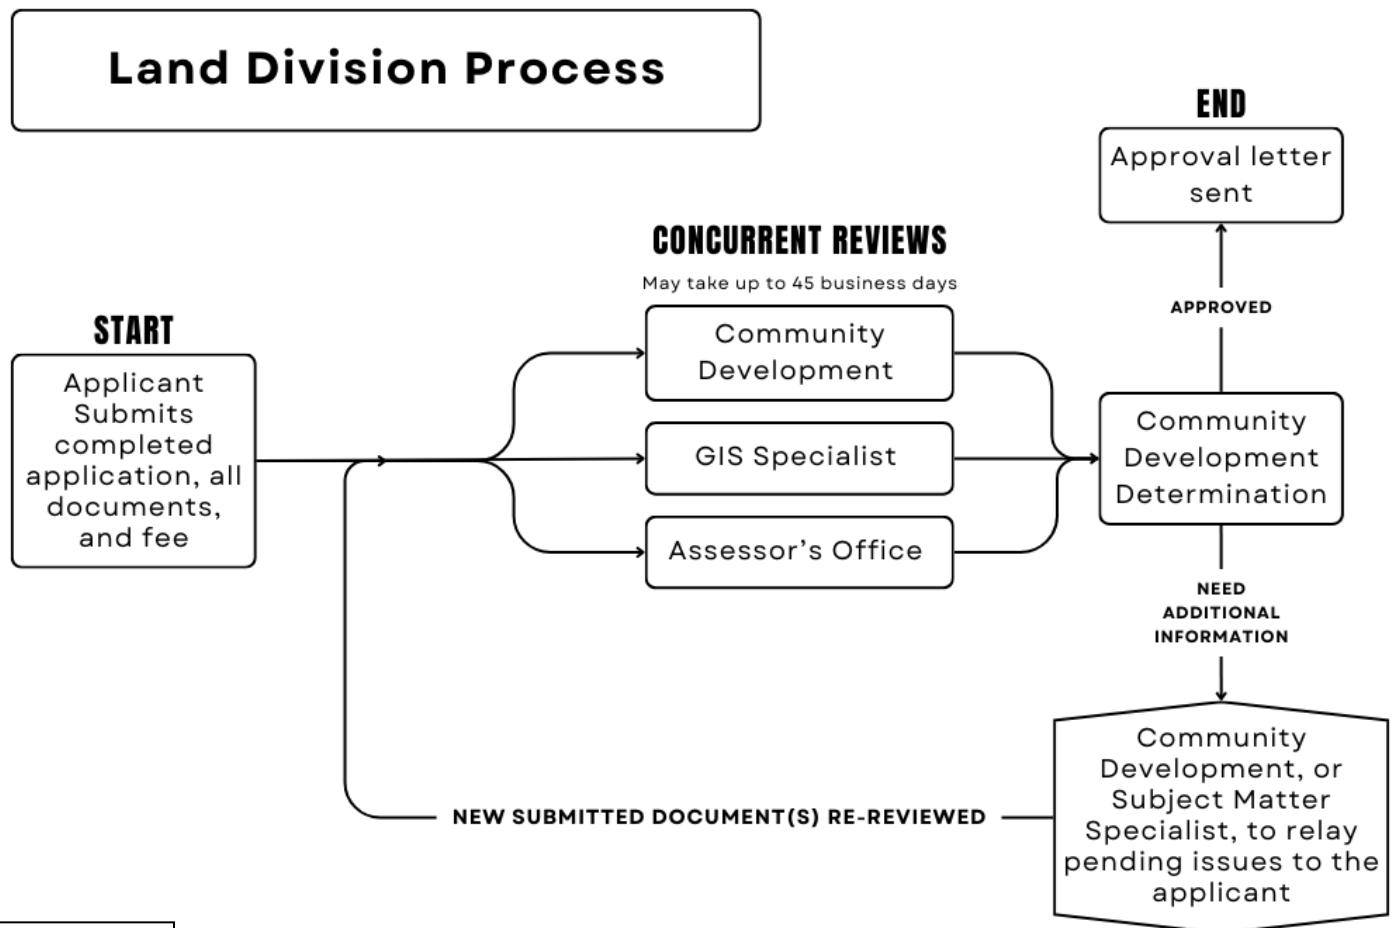 Land Division Process
END
Approval letter
sent
APPROVED
CONCURRENT REVIEWS
May take up to 45 business days
START
Applicant
Submits
completed
application, all
documents,
and fee
Community
Development
GIS Specialist
Assessor’s Office
Community
Development
Determination
NEED
ADDITIONAL
INFORMATION
Community
Development, or
Subject Matter
Specialist, to relay
pending issues to the
applicant
NEW SUBMITTED DOCUMENT(S) RE-REVIEWED